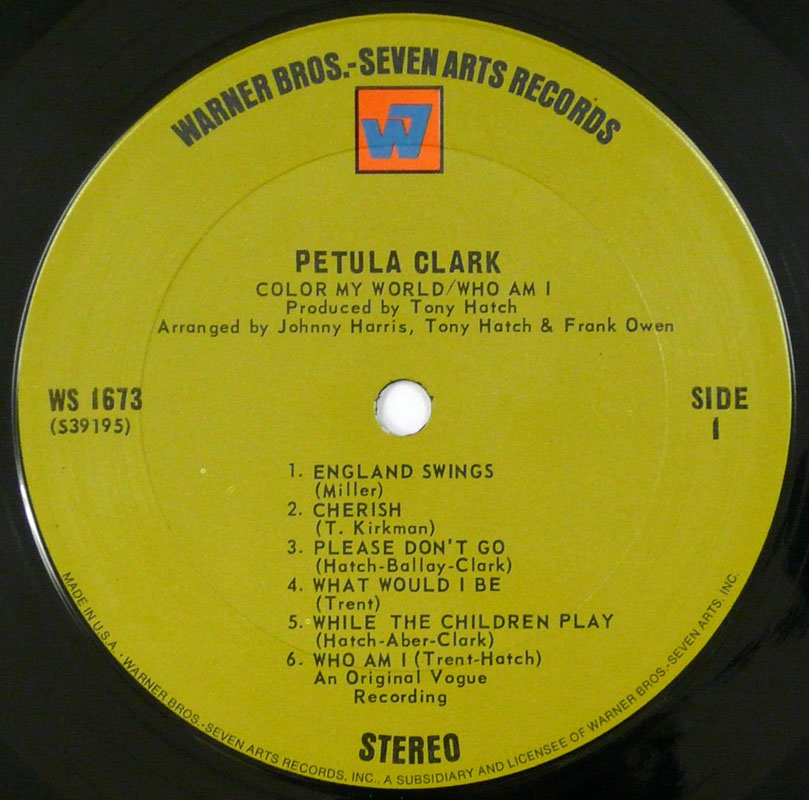 WARNER BROS.-SEVEN ARTS RECORDS
W7
PETULA CLARK
COLOR MY WORLD/WHO AM I
Produced by Tony Hatch
Arranged by Johnny Harris, Tony Hatch & Frank Owen
WS 1673
(S39195)
SIDE
1
1. ENGLAND SWINGS
(Miller)
2. CHERISH
(T. Kirkman)
3. PLEASE DON'T GO
(Hatch-Ballay-Clark)
4. WHAT WOULD I BE
(Trent)
5. WHILE THE CHILDREN PLAY
(Hatch-Aber-Clark)
6. WHO AM I (Trent-Hatch)
An Original Vogue
Recording
STEREO
MADE IN U.S.A. • WARNER BROS.-SEVEN ARTS RECORDS, INC., A SUBSIDIARY AND LICENSEE OF WARNER BROS.-SEVEN ARTS, INC.